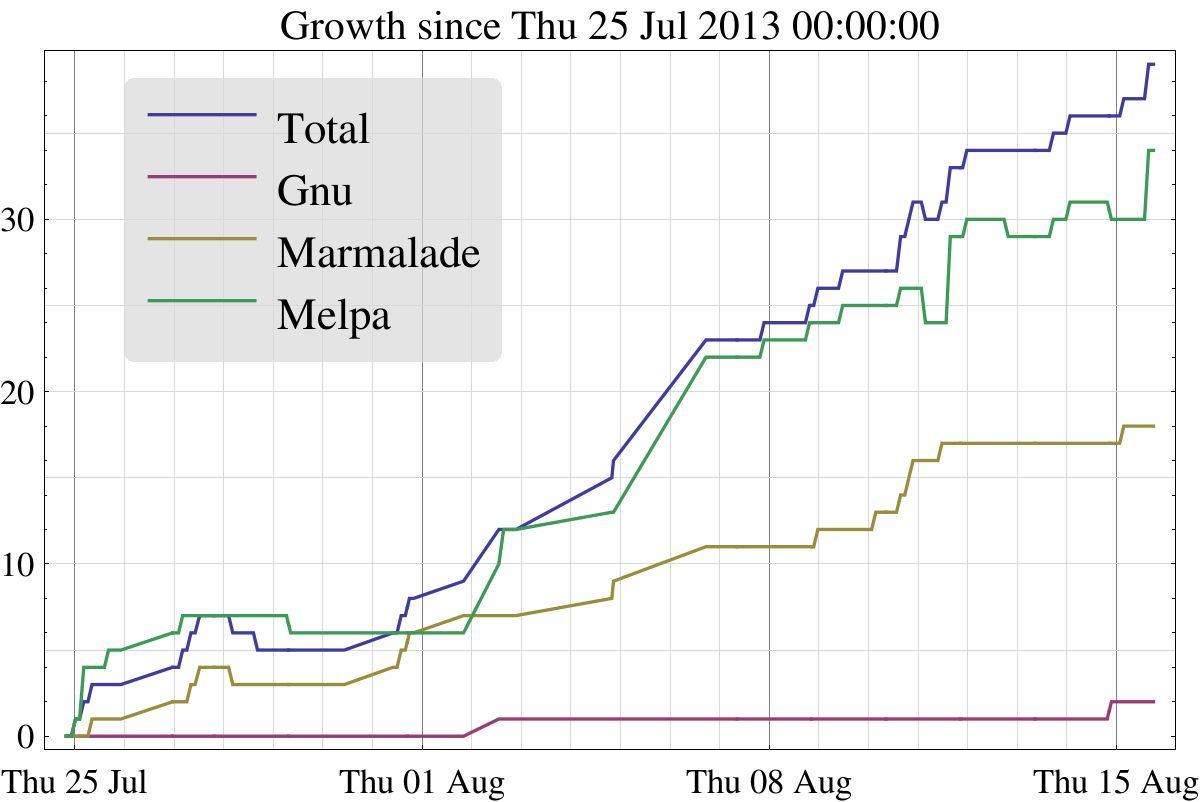 Growth since Thu 25 Jul 2013 00:00:00
Total
Gnu
Marmalade
Melpa
30
20
10
0
Thu 25 Jul
Thu 01 Aug
Thu 08 Aug
Thu 15 Aug